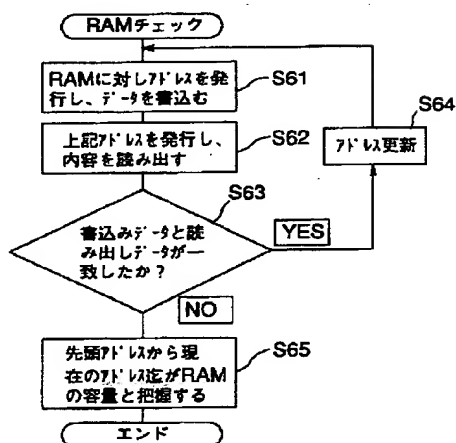 RAMチェック
RAMに対しアドレスを発
行し、データを書込む
S61
上記アドレスを発行し、
内容を読み出す
S62
S63
書込みデータと読
み出しデータが一
致したか？
YES
アドレス更新
S64
NO
先頭アドレスから現
在のアドレス迄がRAM
の容量と把握する
S65
エンド